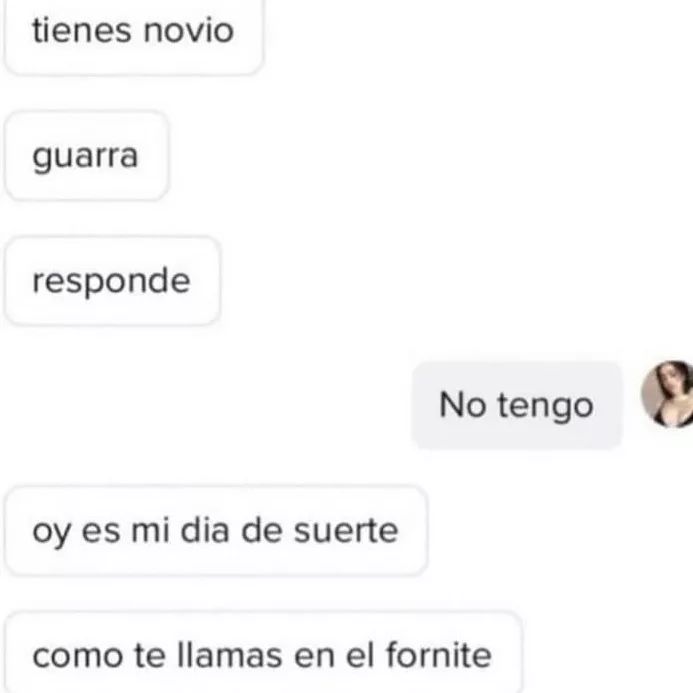 tienes novio
guarra
responde
No tengo
oy es mi dia de suerte
como te llamas en el fornite